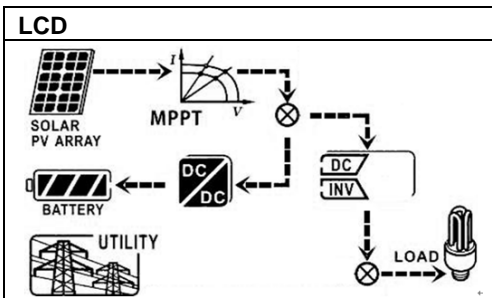 LCD
I
V
MPPT
SOLAR
PV ARRAY
DC
DC
DC
INV
BATTERY
UTILITY
LOAD